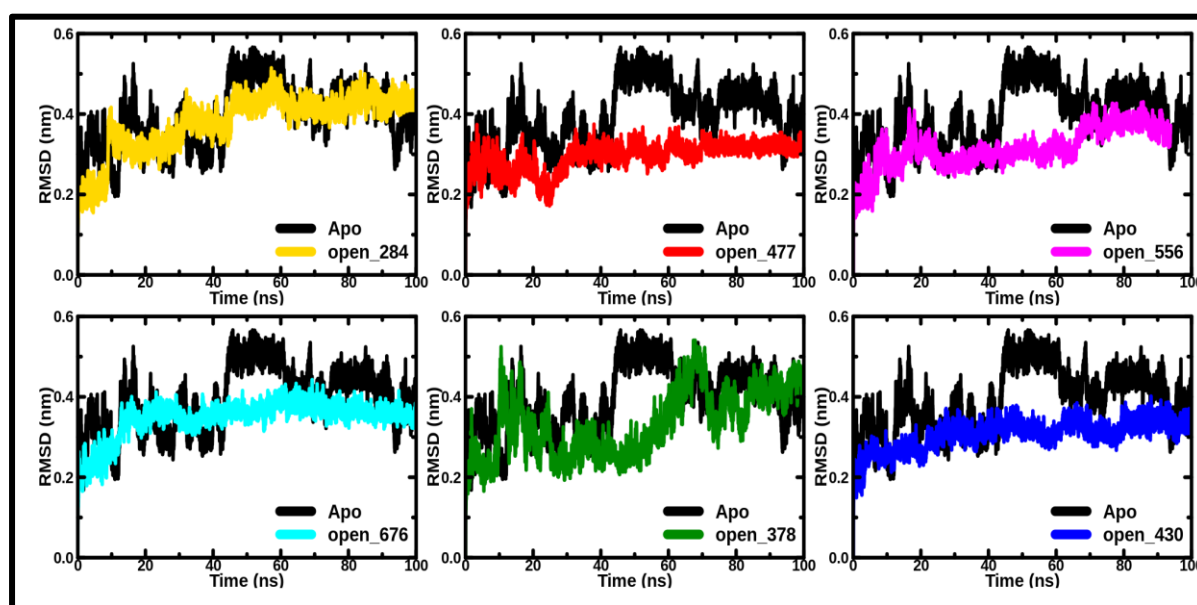 0.6 0.6 0.6
RMSD (nm) RMSD (nm) RMSD (nm)
0.4 0.4 0.4
0.2 0.2 0.2
Apo Apo Apo
open_284 open_477 open_556
0.0 0.0 0.0
0 20 40 60 80 100 0 20 40 60 80 100 0 20 40 60 80 100
Time (ns) Time (ns) Time (ns)
0.6 0.6 0.6
RMSD (nm) RMSD (nm) RMSD (nm)
0.4 0.4 0.4
0.2 0.2 0.2
Apo Apo Apo
open_676 open_378 open_430
0.0 0.0 0.0
0 20 40 60 80 100 0 20 40 60 80 100 0 20 40 60 80 100
Time (ns) Time (ns) Time (ns)